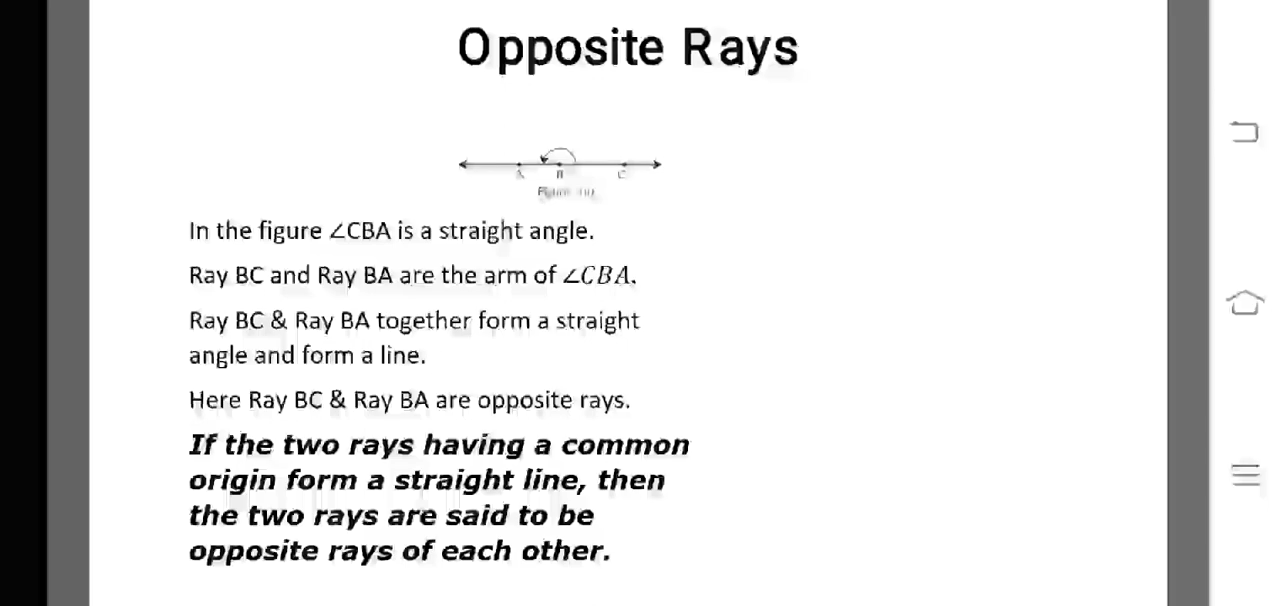 Opposite Rays
A B C
In the figure ∠CBA is a straight angle.
Ray BC and Ray BA are the arm of ∠CBA.
Ray BC & Ray BA together form a straight
angle and form a line.
Here Ray BC & Ray BA are opposite rays.
If the two rays having a common
origin form a straight line, then
the two rays are said to be
opposite rays of each other.